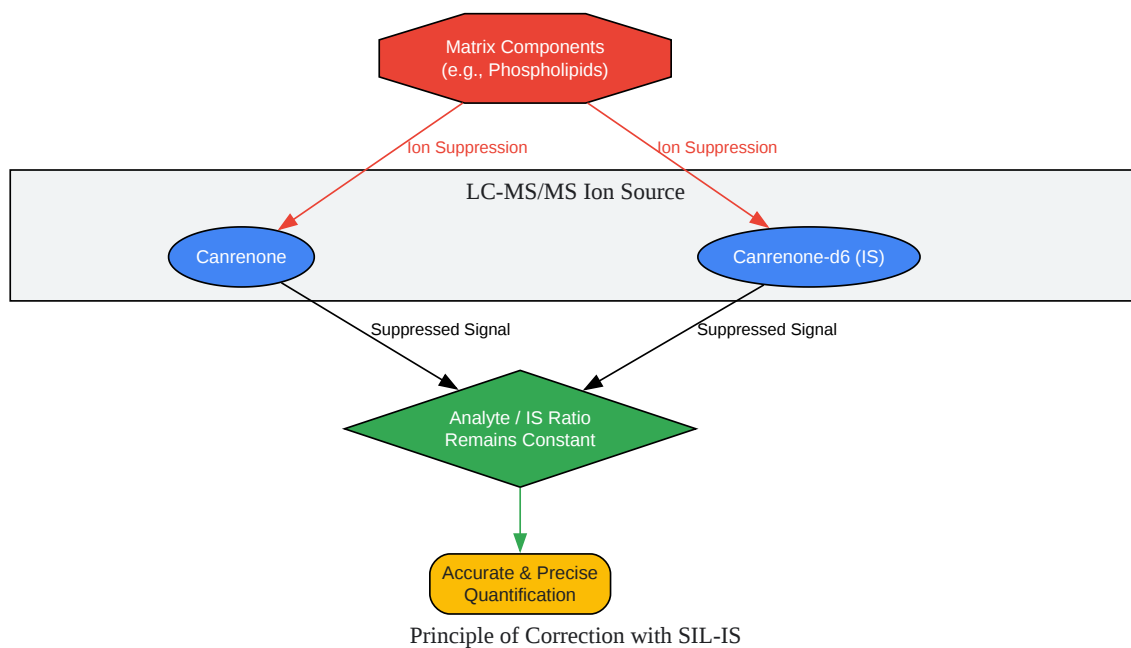 Matrix Components
(e.g., Phospholipids)
Ion Suppression
Ion Suppression
LC-MS/MS Ion Source
Canrenone
Canrenone-d6 (IS)
Suppressed Signal
Suppressed Signal
Analyte / IS Ratio
Remains Constant
Accurate & Precise
Quantification
Principle of Correction with SIL-IS